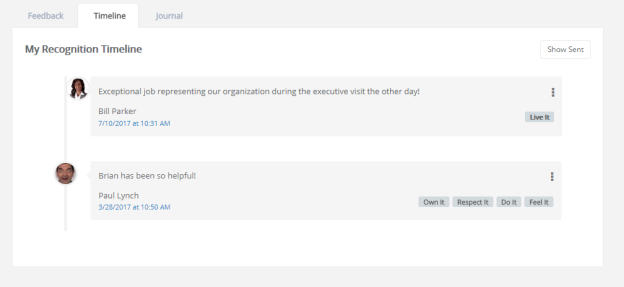 Feedback
Timeline
Journal
My Recognition Timeline
Show Sent
Exceptional job representing our organization during the executive visit the other day!
Bill Parker
7/10/2017 at 10:31 AM
Live It
Brian has been so helpful!
Paul Lynch
3/28/2017 at 10:50 AM
Own It
Respect It
Do It
Feel It